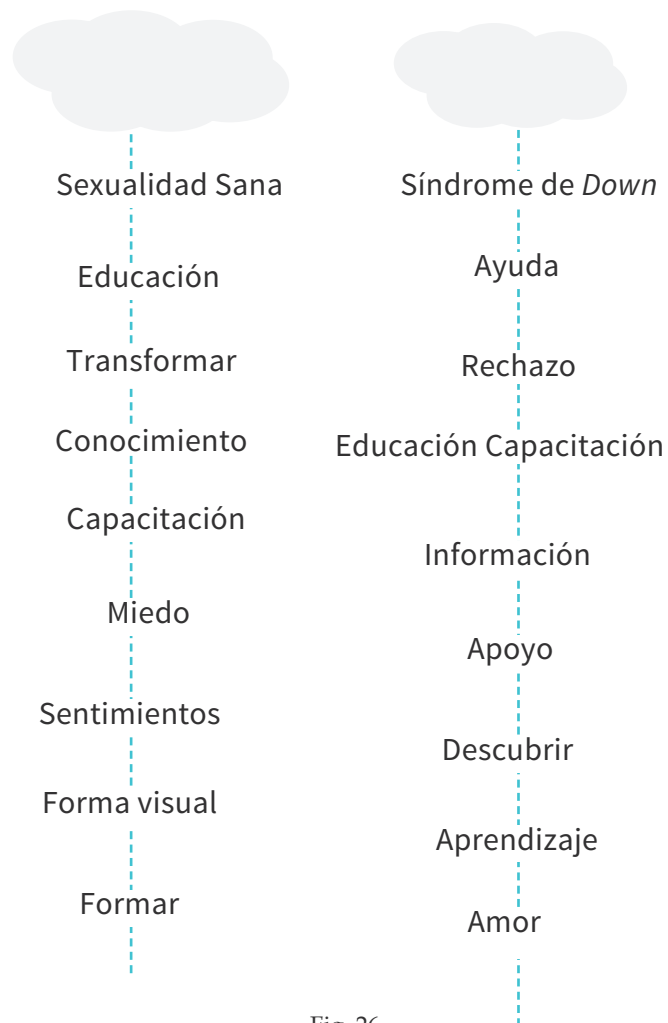 Sexualidad Sana
Educación
Transformar
Conocimiento
Capacitación
Miedo
Sentimientos
Forma visual
Formar
Síndrome de Down
Ayuda
Rechazo
Educación Capacitación
Información
Apoyo
Descubrir
Aprendizaje
Amor
Fig. 26